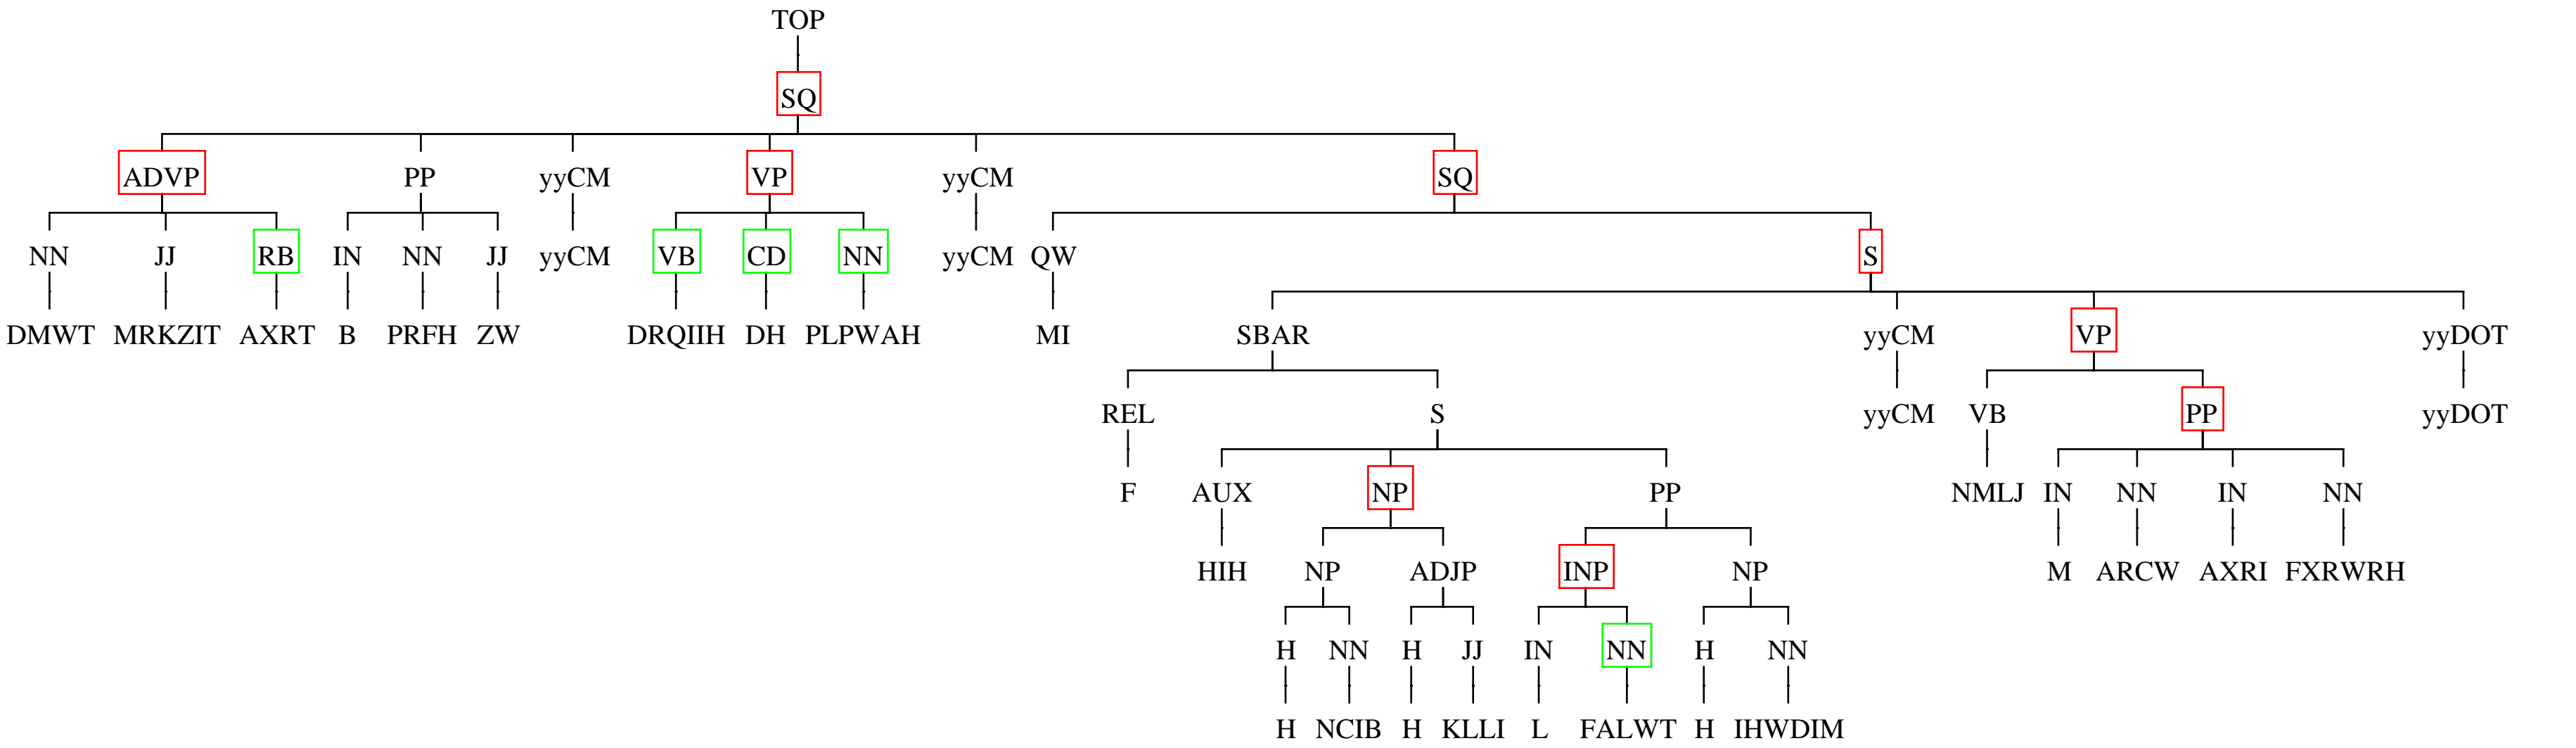 TOP
SQ
ADVP PP yyCM VP yyCM SQ
NN JJ RB IN NN JJ yyCM VB CD NN yyCM QW S
DMWT MRKZIT AXRT B PRFH ZW DRQIIH DH PLPWAH MI SBAR yyCM VP yyDOT
REL S yyCM VB PP yyDOT
F AUX NP PP NMLJ IN NN IN NN
HIH NP ADJP INP NP M ARCW AXRI FXRWRH
H NN H JJ IN NN H NN
H NCIB H KLLI L FALWT H IHWDIM